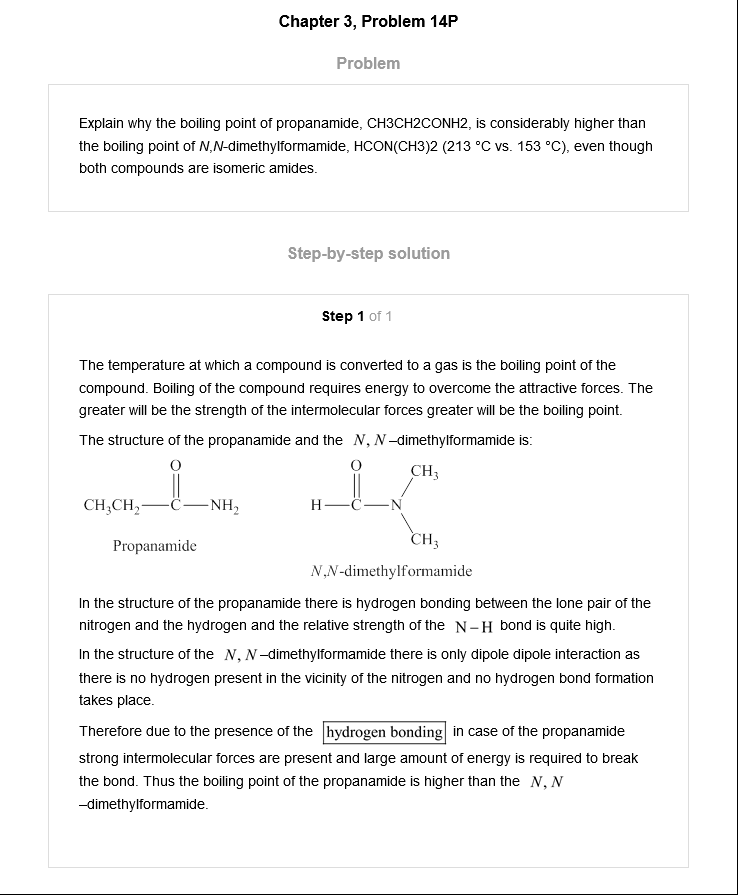 Chapter 3, Problem 14P
Problem
Explain why the boiling point of propanamide, CH3CH2CONH2, is considerably higher than
the boiling point of N,N-dimethylformamide, HCON(CH3)2 (213 °C vs. 153 °C), even though
both compounds are isomeric amides.
Step-by-step solution
Step 1 of 1
The temperature at which a compound is converted to a gas is the boiling point of the
compound. Boiling of the compound requires energy to overcome the attractive forces. The
greater will be the strength of the intermolecular forces greater will be the boiling point.
The structure of the propanamide and the N, N–dimethylformamide is:
O
CH₃CH₂—C—NH₂
Propanamide
O
CH₃
H—C—N
CH₃
N,N-dimethylformamide
In the structure of the propanamide there is hydrogen bonding between the lone pair of the
nitrogen and the hydrogen and the relative strength of the N–H bond is quite high.
In the structure of the N, N–dimethylformamide there is only dipole dipole interaction as
there is no hydrogen present in the vicinity of the nitrogen and no hydrogen bond formation
takes place.
Therefore due to the presence of the hydrogen bonding in case of the propanamide
strong intermolecular forces are present and large amount of energy is required to break
the bond. Thus the boiling point of the propanamide is higher than the N, N
–dimethylformamide.